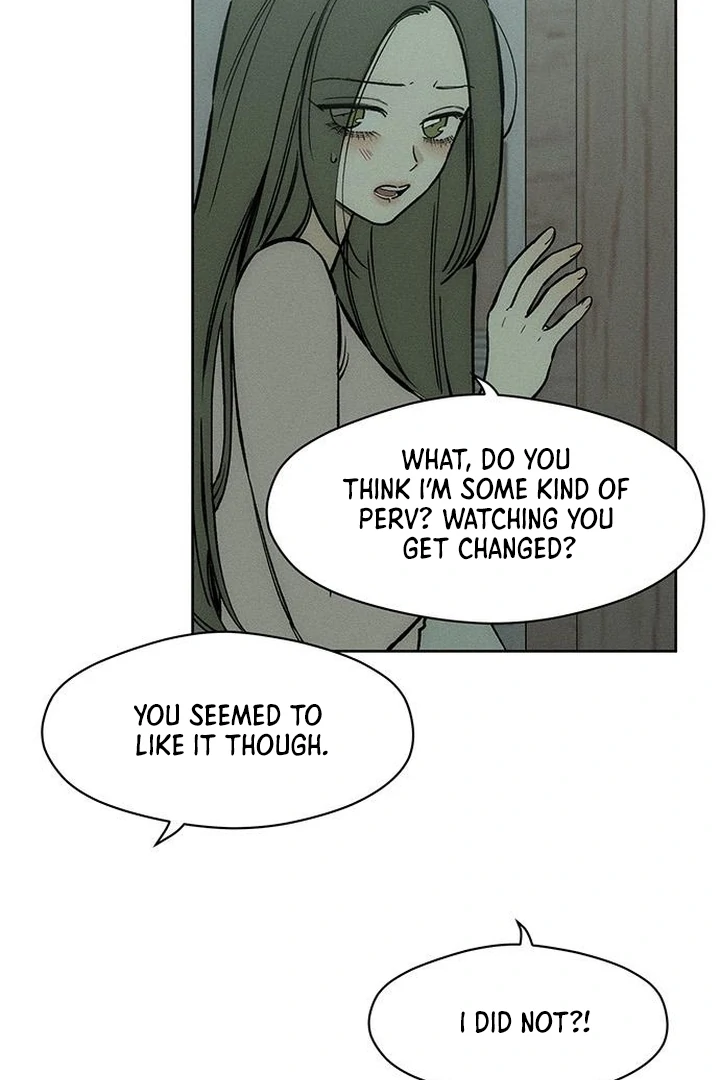 WHAT, DO YOU
THINK I'M SOME KIND OF
PERV? WATCHING YOU
GET CHANGED?
YOU SEEMED TO
LIKE IT THOUGH.
I DID NOT?!